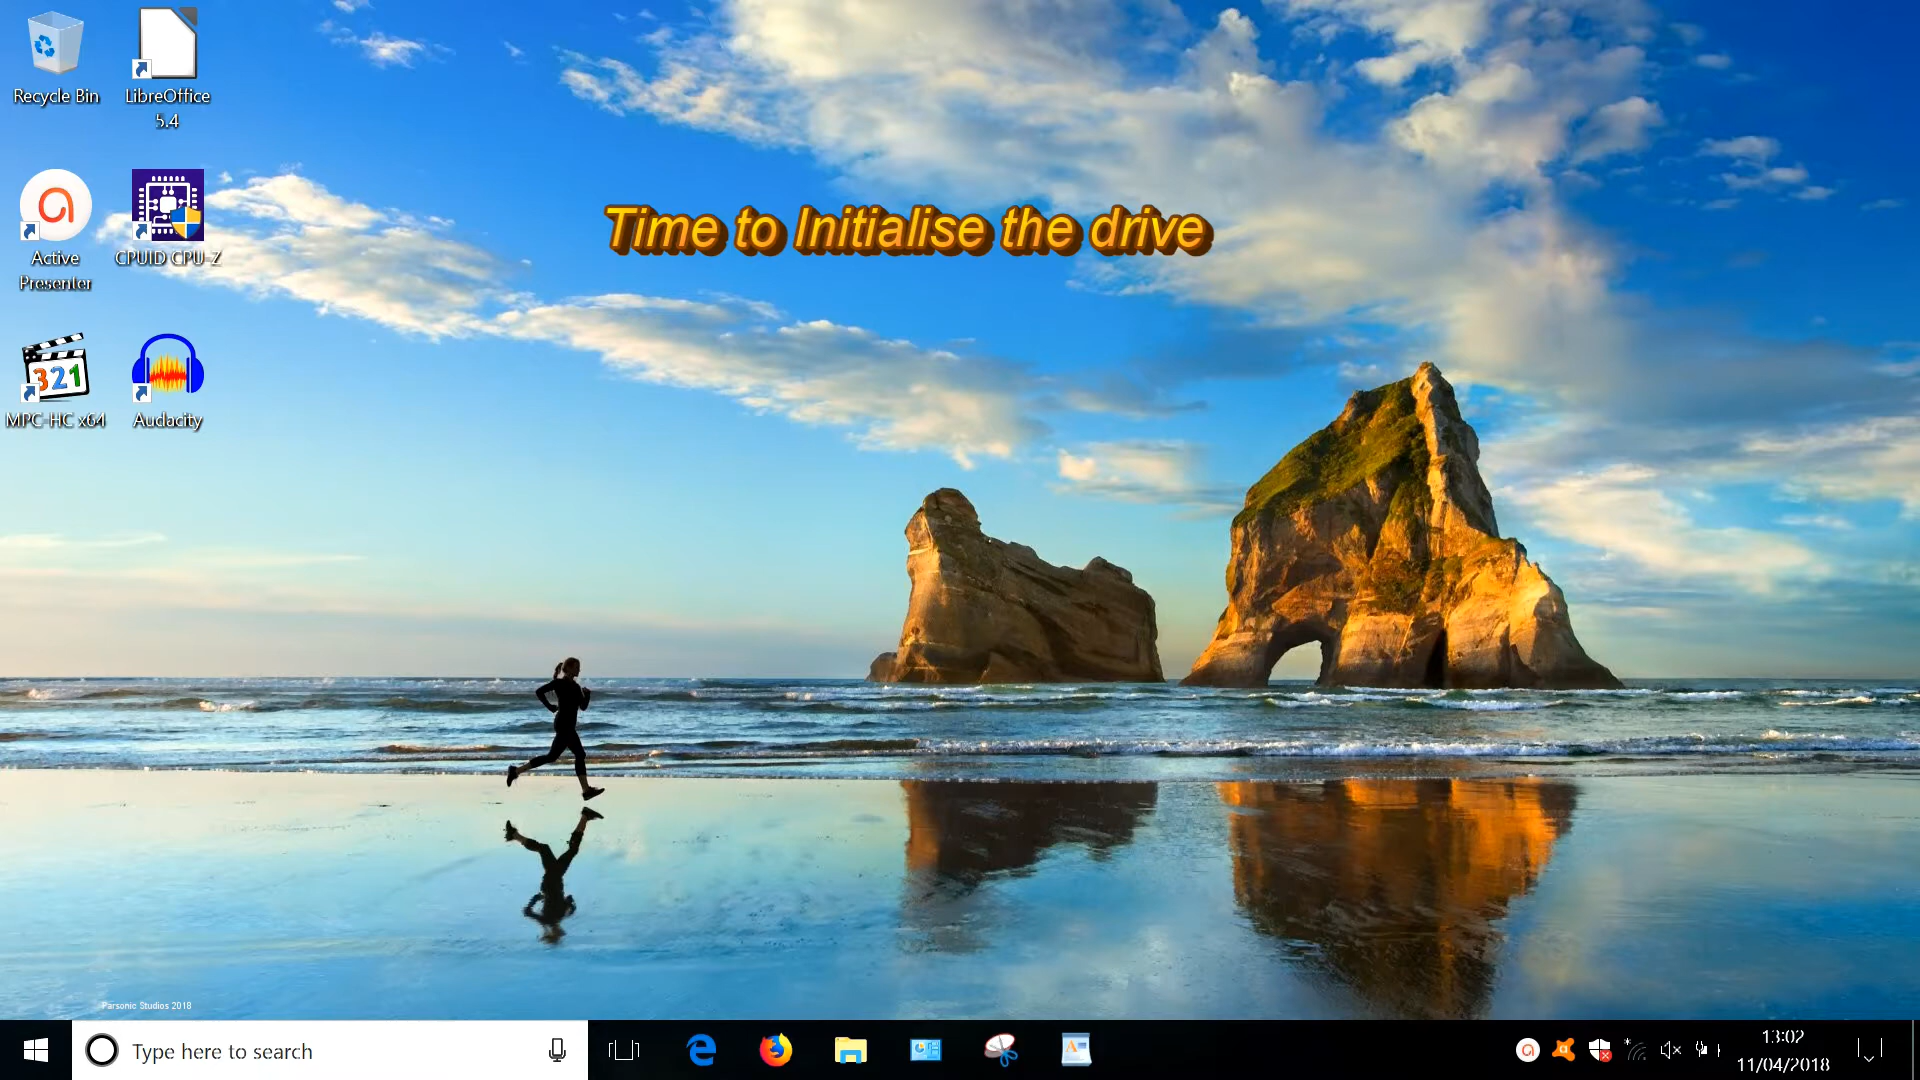 Recycle Bin
LibreOffice
5.4
Active
Presenter
CPUID CPU-Z
MPC-HC x64
Audacity
Time to Initialise the drive
Parsonic Studios 2018
Type here to search
13:02
11/04/2018